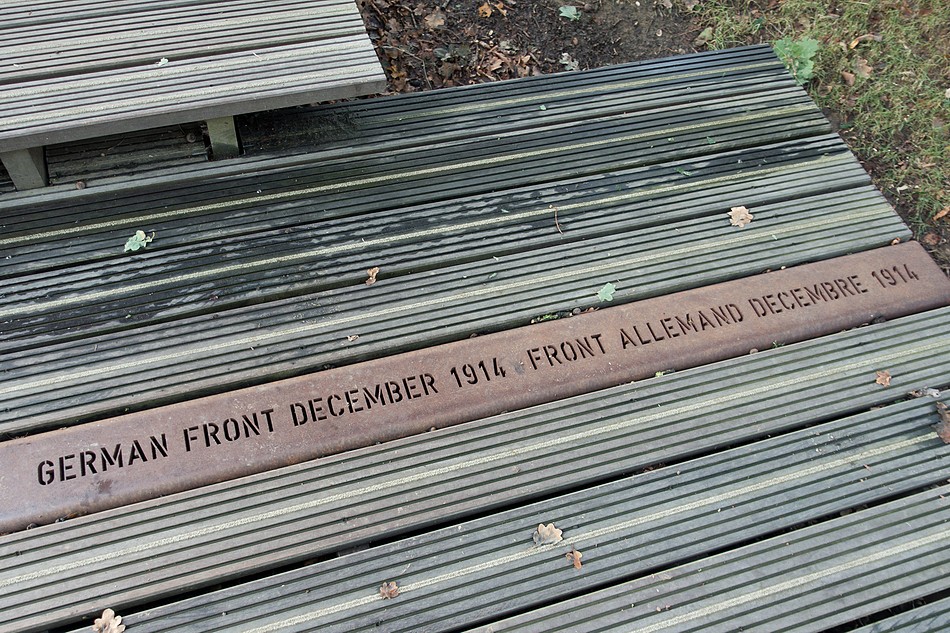 GERMAN FRONT DECEMBER 1914 FRONT ALLEMAND DECEMBRE 1914